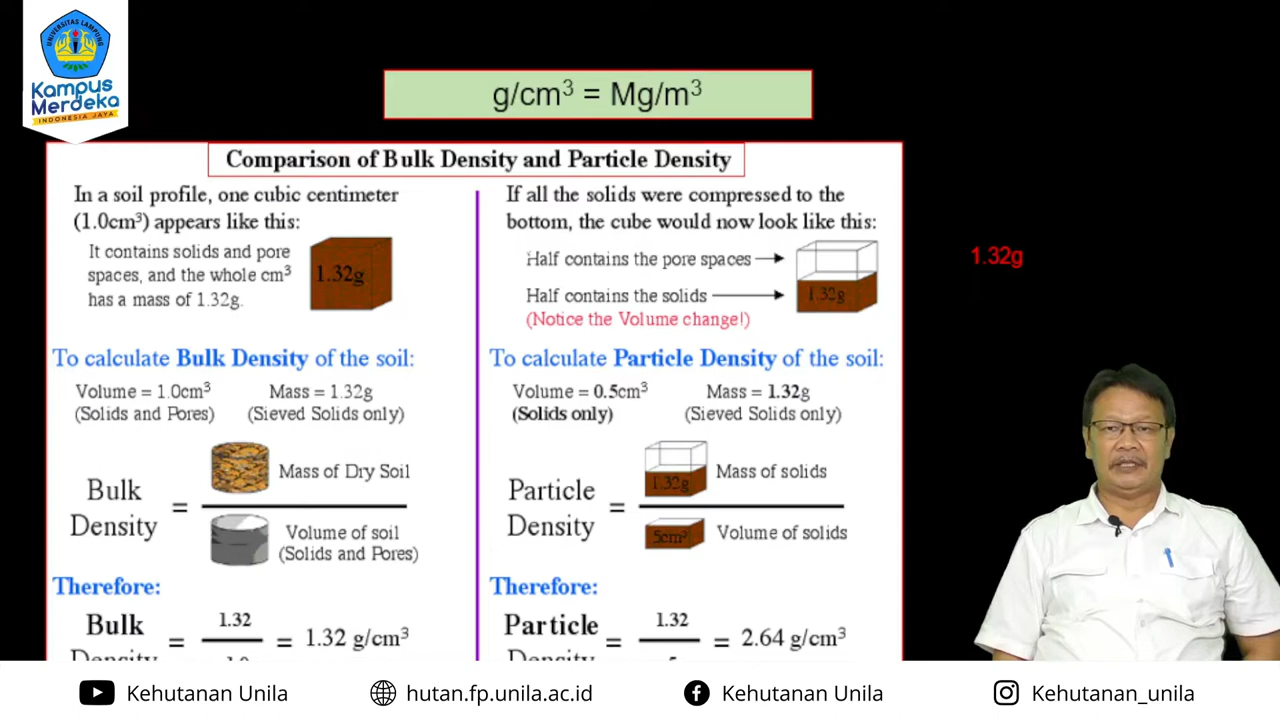 UNIVERSITAS LAMPUNG
Kampus
Merdeka
INDONESIA JAYA
g/cm³ = Mg/m³
Comparison of Bulk Density and Particle Density
In a soil profile, one cubic centimeter
(1.0cm³) appears like this:
It contains solids and pore
spaces, and the whole cm³
has a mass of 1.32g.
1.32g
To calculate Bulk Density of the soil:
Volume = 1.0cm³ Mass = 1.32g
(Solids and Pores) (Sieved Solids only)
Bulk
Density
=
Mass of Dry Soil
Volume of soil
(Solids and Pores)
Therefore:
Bulk
Density
= 1.32
1.0
= 1.32 g/cm³
If all the solids were compressed to the
bottom, the cube would now look like this:
Half contains the pore spaces
Half contains the solids
(Notice the Volume change!)
1.32g
To calculate Particle Density of the soil:
Volume = 0.5cm³ Mass = 1.32g
(Solids only) (Sieved Solids only)
Particle
Density
=
1.32g
Mass of solids
5cm³
Volume of solids
Therefore:
Particle
Density
= 1.32
.5
= 2.64 g/cm³
1.32g
Kehutanan Unila
hutan.fp.unila.ac.id
Kehutanan Unila
Kehutanan_unila